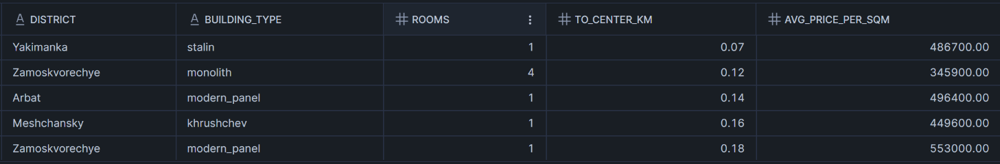 DISTRICT BUILDING_TYPE ROOMS TO_CENTER_KM AVG_PRICE_PER_SQM
Yakimanka stalin 1 0.07 486700.00
Zamoskvorechye monolith 4 0.12 345900.00
Arbat modern_panel 1 0.14 496400.00
Meshchansky khrushchev 1 0.16 449600.00
Zamoskvorechye modern_panel 1 0.18 553000.00